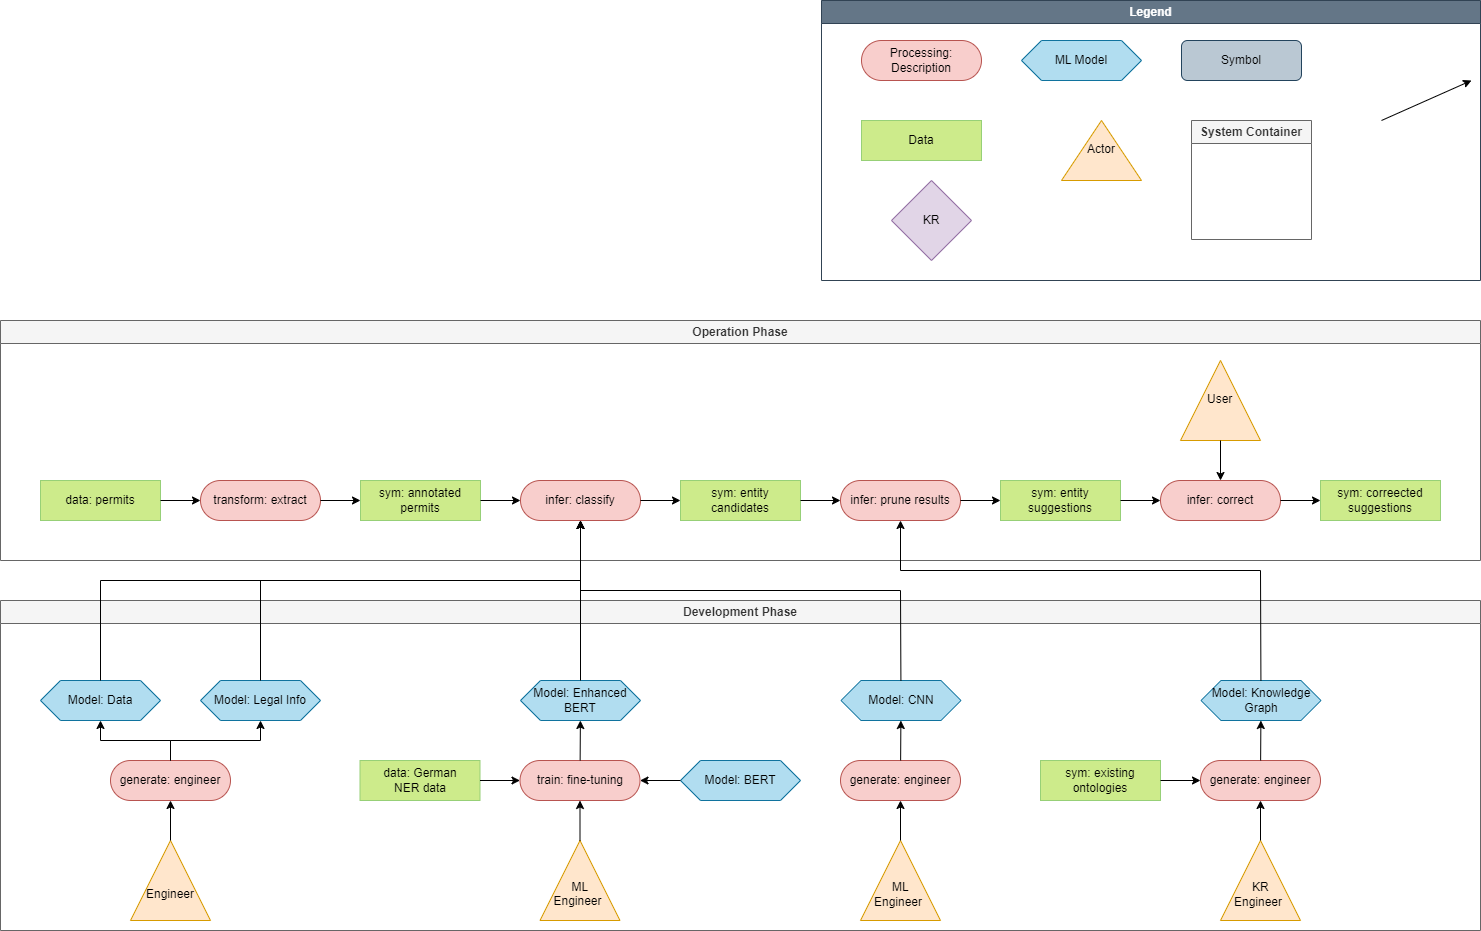 Legend
Processing:
Description
ML Model
Symbol
Data
Actor
System Container
KR
Operation Phase
User
data: permits
transform: extract
sym: annotated
permits
infer: classify
sym: entity
candidates
infer: prune results
sym: entity
suggestions
infer: correct
sym: correected
suggestions
Development Phase
Model: Data
Model: Legal Info
Model: Enhanced
BERT
Model: CNN
Model: Knowledge
Graph
generate: engineer
data: German
NER data
train: fine-tuning
Model: BERT
generate: engineer
sym: existing
ontologies
generate: engineer
Engineer
ML
Engineer
ML
Engineer
KR
Engineer